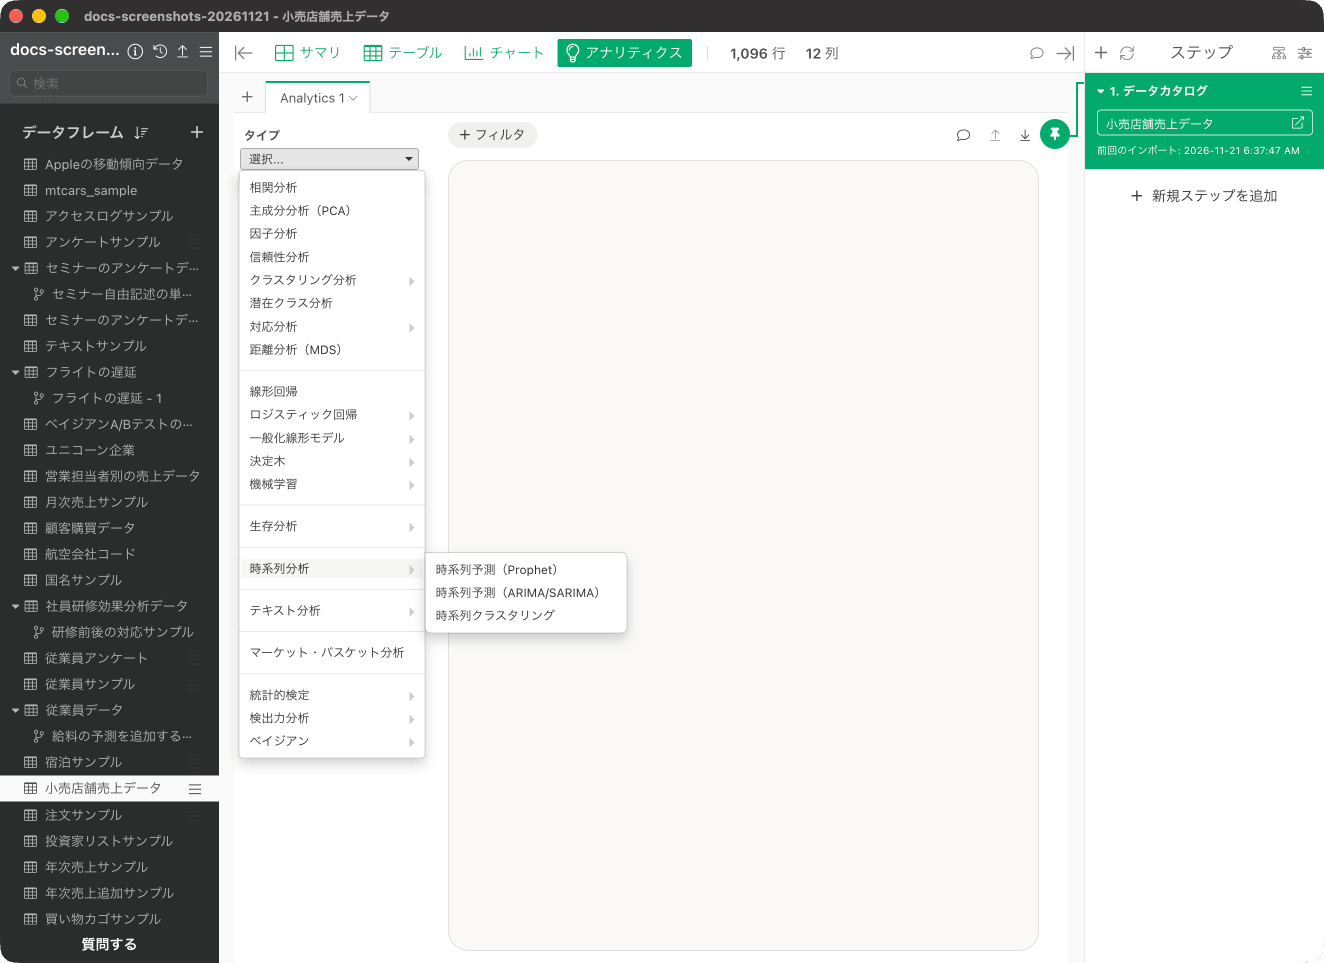 docs-screenshots-20261121 - 小売店舗売上データ
docs-screen...
検索
データフレーム
Appleの移動傾向データ
mtcars_sample
アクセスログサンプル
アンケートサンプル
セミナーのアンケートデ...
セミナー自由記述の単...
セミナーのアンケートデ...
テキストサンプル
フライトの遅延
フライトの遅延 - 1
ベイジアンA/Bテストの...
ユニコーン企業
営業担当者別の売上データ
月次売上サンプル
顧客購買データ
航空会社コード
国名サンプル
社員研修効果分析データ
研修前後の対応サンプル
従業員アンケート
従業員サンプル
従業員データ
給料の予測を追加する...
宿泊サンプル
小売店舗売上データ
注文サンプル
投資家リストサンプル
年次売上サンプル
年次売上追加サンプル
買い物カゴサンプル
質問する
サマリ
テーブル
チャート
アナリティクス
1,096 行
12 列
Analytics 1
タイプ
選択...
フィルタ
相関分析
主成分分析（PCA）
因子分析
信頼性分析
クラスタリング分析
潜在クラス分析
対応分析
距離分析（MDS）
線形回帰
ロジスティック回帰
一般化線形モデル
決定木
機械学習
生存分析
時系列分析
テキスト分析
マーケット・バスケット分析
統計的検定
検出力分析
ベイジアン
時系列予測（Prophet）
時系列予測（ARIMA/SARIMA）
時系列クラスタリング
ステップ
1. データカタログ
小売店舗売上データ
前回のインポート: 2026-11-21 6:37:47 AM
新規ステップを追加